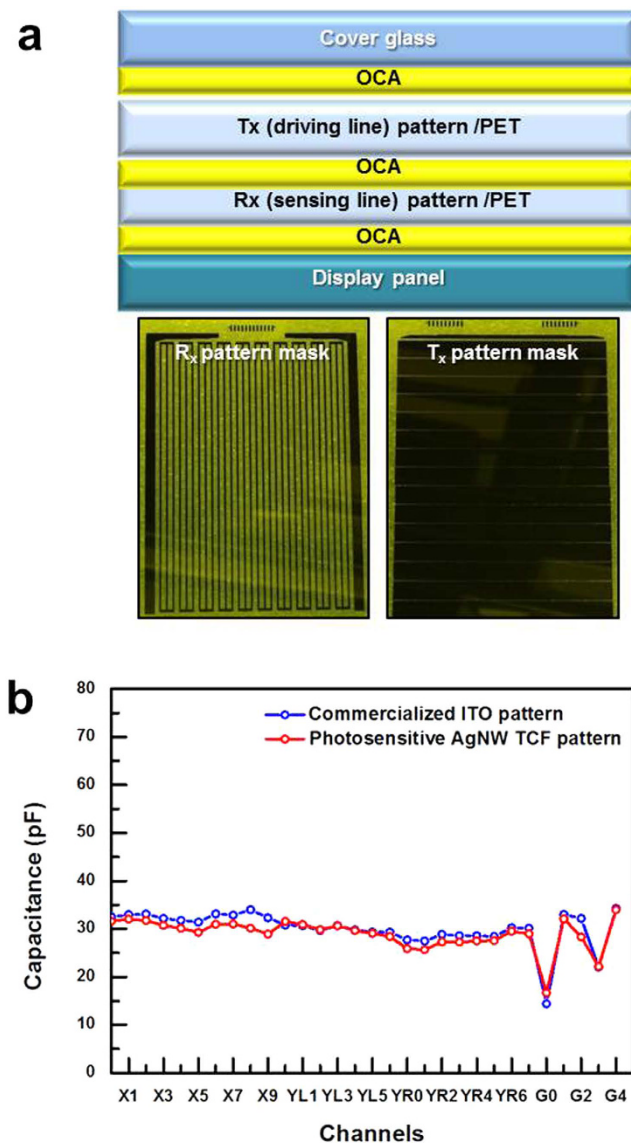 a
Cover glass
OCA
Tx (driving line) pattern /PET
OCA
Rx (sensing line) pattern /PET
OCA
Display panel
Rx pattern mask
Tx pattern mask
b
80
70
60
50
40
30
20
10
0
Capacitance (pF)
Commercialized ITO pattern
Photosensitive AgNW TCF pattern
X1 X3 X5 X7 X9 YL1 YL3 YL5 YR0 YR2 YR4 YR6 G0 G2 G4
Channels